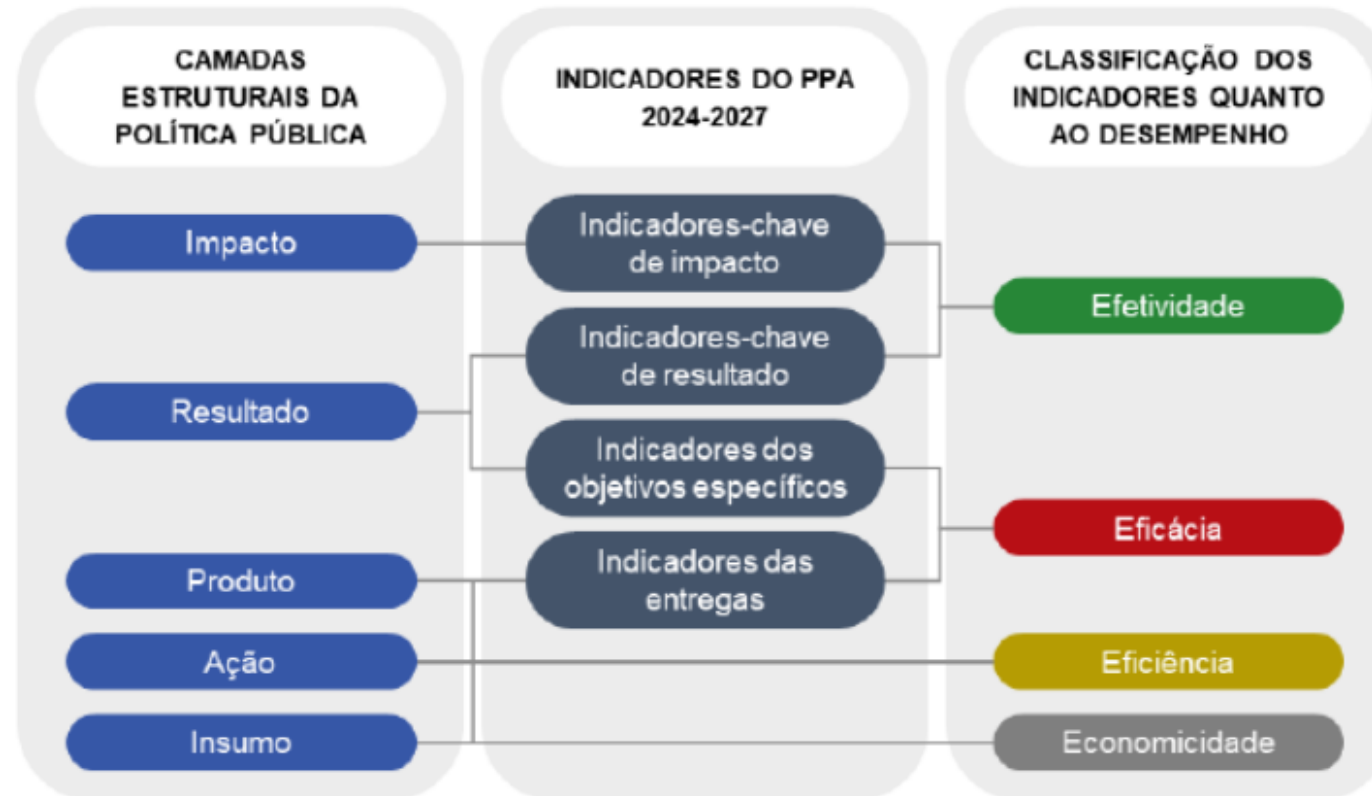 CAMADAS
ESTRUTURAIS DA
POLÍTICA PÚBLICA
Impacto
Resultado
Produto
Ação
Insumo
INDICADORES DO PPA
2024-2027
Indicadores-chave
de impacto
Indicadores-chave
de resultado
Indicadores dos
objetivos específicos
Indicadores das
entregas
CLASSIFICAÇÃO DOS
INDICADORES QUANTO
AO DESEMPENHO
Efetividade
Eficácia
Eficiência
Economicidade